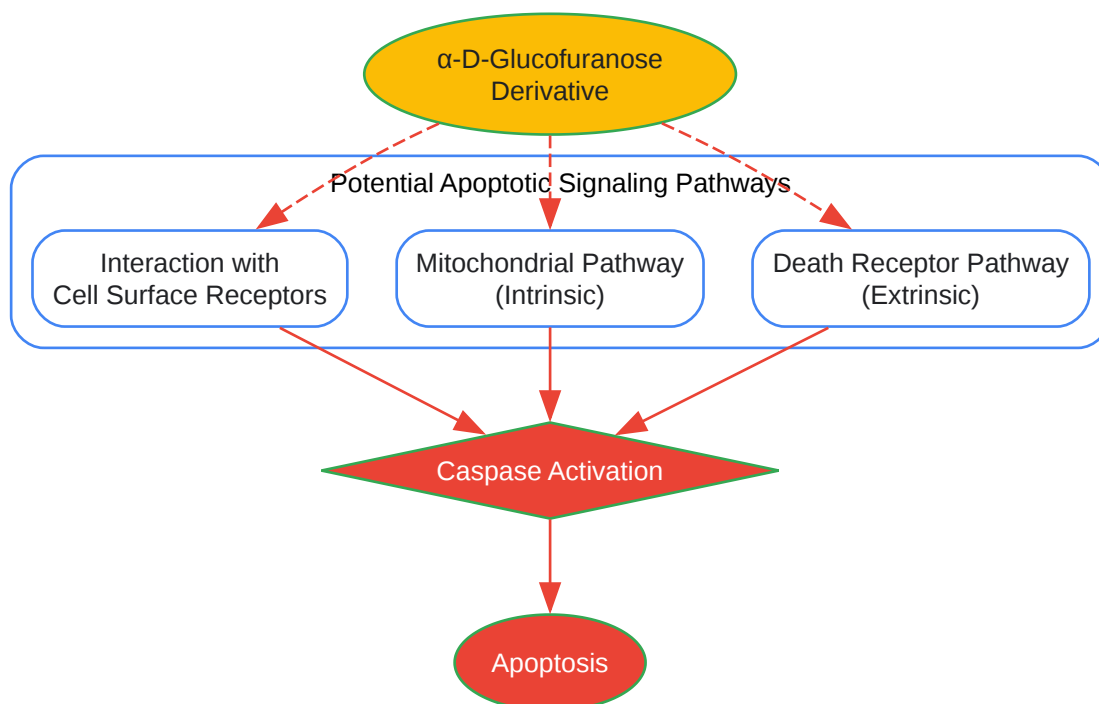 α-D-Glucofuranose
Derivative
Potential Apoptotic Signaling Pathways
Interaction with
Cell Surface Receptors
Mitochondrial Pathway
(Intrinsic)
Death Receptor Pathway
(Extrinsic)
Caspase Activation
Apoptosis